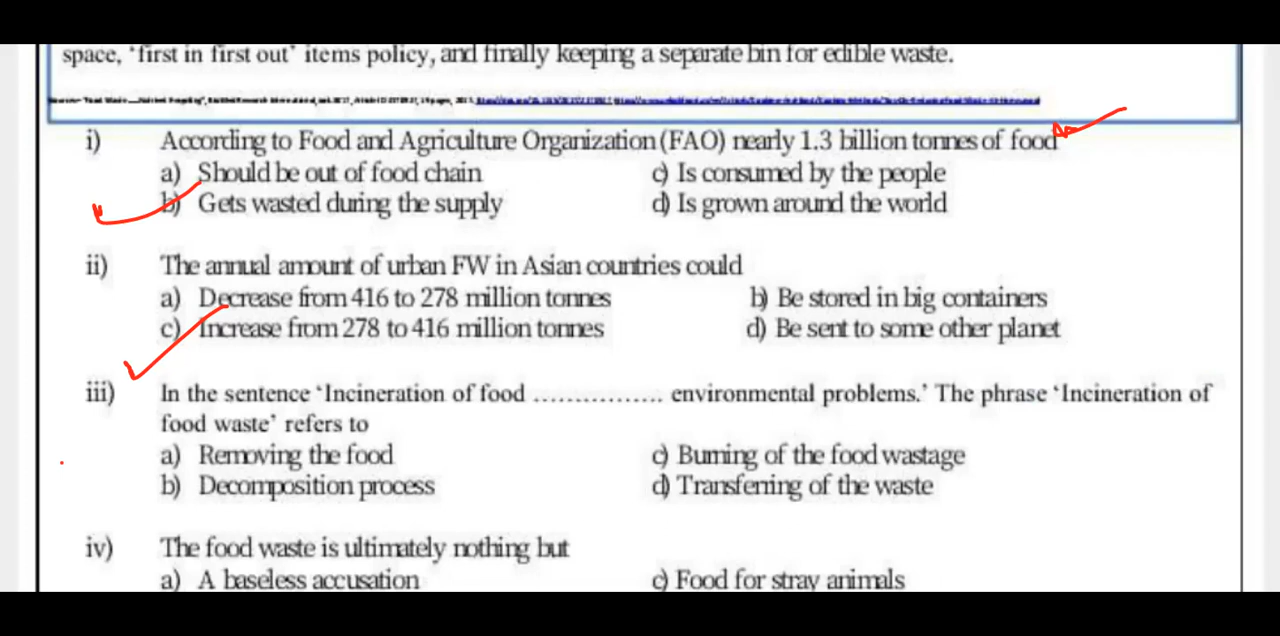 space, ‘first in first out’ items policy, and finally keeping a separate bin for edible waste.
i) According to Food and Agriculture Organization (FAO) nearly 1.3 billion tonnes of food
a) Should be out of food chain c) Is consumed by the people
b) Gets wasted during the supply d) Is grown around the world
ii) The annual amount of urban FW in Asian countries could
a) Decrease from 416 to 278 million tonnes b) Be stored in big containers
c) Increase from 278 to 416 million tonnes d) Be sent to some other planet
iii) In the sentence ‘Incineration of food ................ environmental problems.’ The phrase ‘Incineration of
food waste’ refers to
a) Removing the food c) Burning of the food wastage
b) Decomposition process d) Transferring of the waste
iv) The food waste is ultimately nothing but
a) A baseless accusation c) Food for stray animals